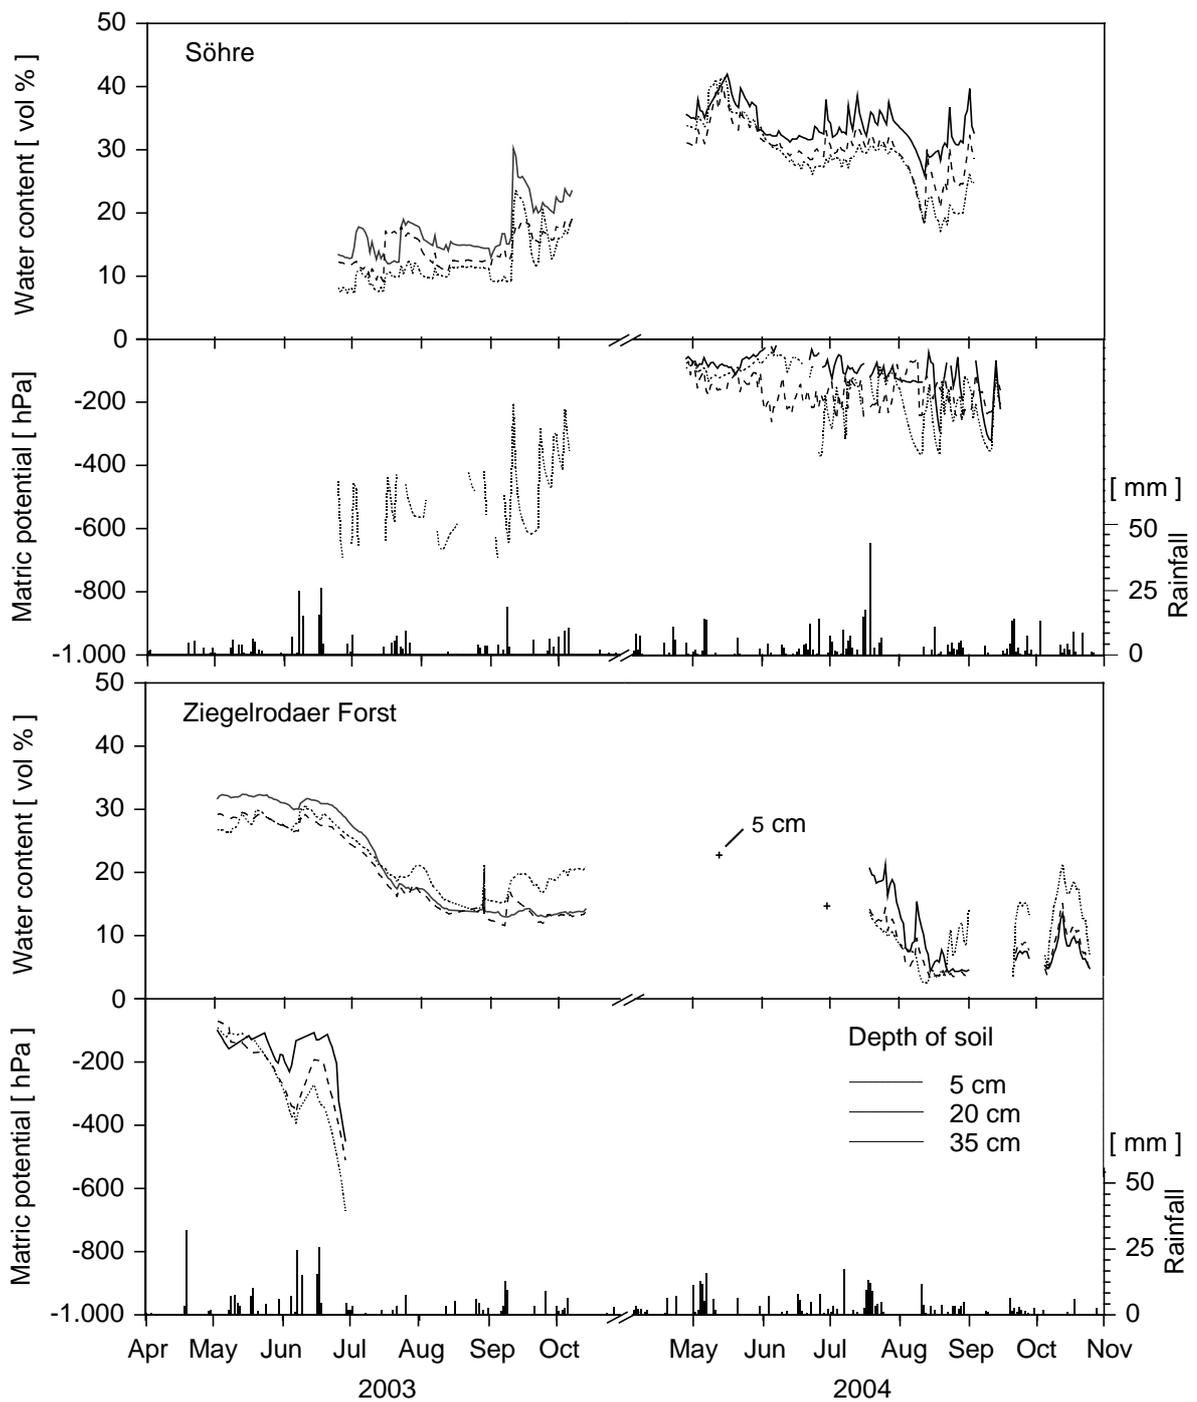 Söhre
Water content [ vol % ]
50
40
30
20
10
0
Matric potential [ hPa]
-200
-400
-600
-800
-1.000
[ mm ]
50
25
0
Rainfall
Ziegelrodaer Forst
Water content [ vol % ]
50
40
30
20
10
0
5 cm
Matric potential [ hPa ]
-200
-400
-600
-800
-1.000
Depth of soil
5 cm
20 cm
35 cm
[ mm ]
50
25
0
Rainfall
Apr May Jun Jul Aug Sep Oct May Jun Jul Aug Sep Oct Nov
2003 2004